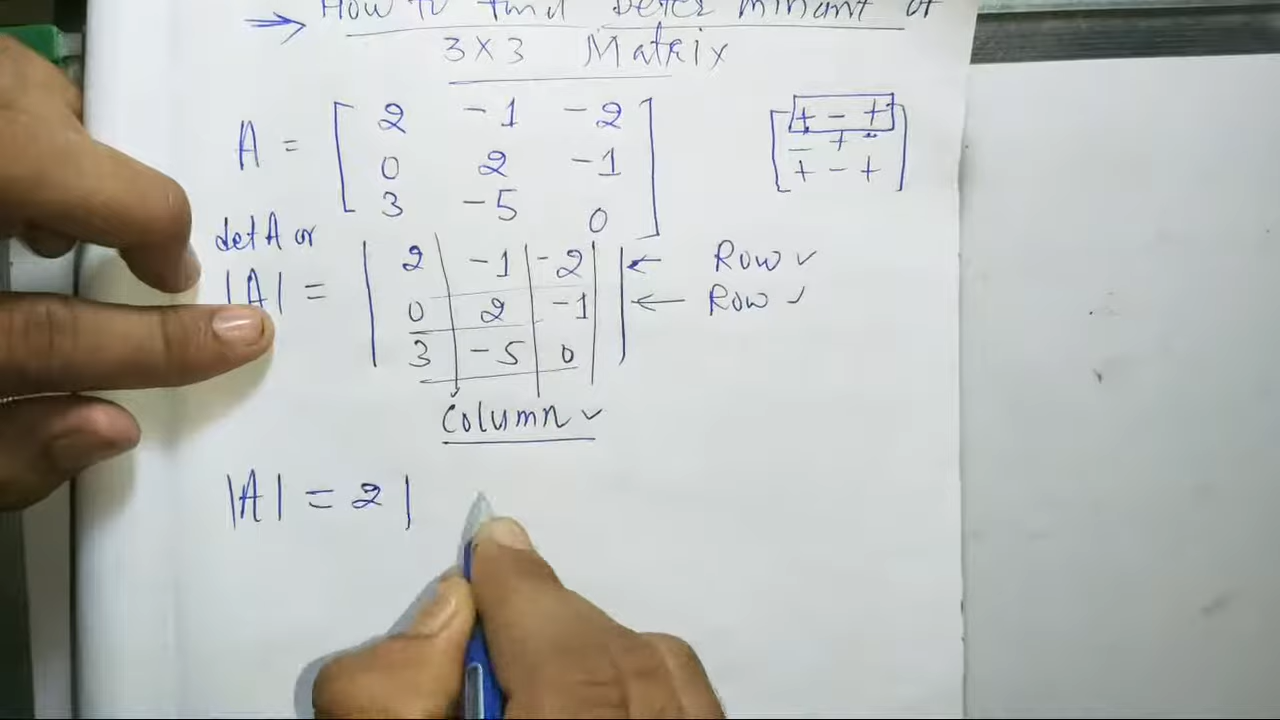 → How to find Determinant of
3×3 Matrix
A = [ 2 -1 -2
0 2 -1
3 -5 0 ]
[ + - +
- + -
+ - + ]
det A or
|A| = | 2 -1 -2 | ← Row ✓
0 2 -1 ← Row ✓
3 -5 0
Column ✓
|A| = 2 |